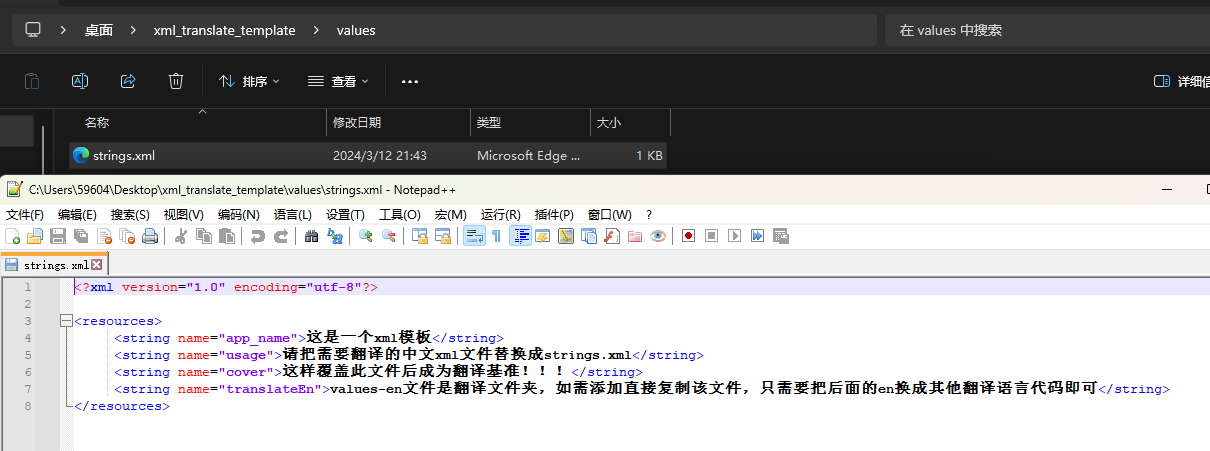 桌面 xml_translate_template values 在 values 中搜索
排序 查看 详细信
名称 修改日期 类型 大小
strings.xml 2024/3/12 21:43 Microsoft Edge ... 1 KB
C:\Users\59604\Desktop\xml_translate_template\values\strings.xml - Notepad++
文件(F) 编辑(E) 搜索(S) 视图(V) 编码(N) 语言(L) 设置(T) 工具(O) 宏(M) 运行(R) 插件(P) 窗口(W) ?
strings.xml
1 <?xml version="1.0" encoding="utf-8"?>
2
3 <resources>
4 <string name="app_name">这是一个xml模板</string>
5 <string name="usage">请把需要翻译的中文xml文件替换成strings.xml</string>
6 <string name="cover">这样覆盖此文件后成为翻译基准！！！</string>
7 <string name="translateEn">values-en文件是翻译文件夹，如需添加直接复制该文件，只需要把后面的en换成其他翻译语言代码即可</string>
8 </resources>